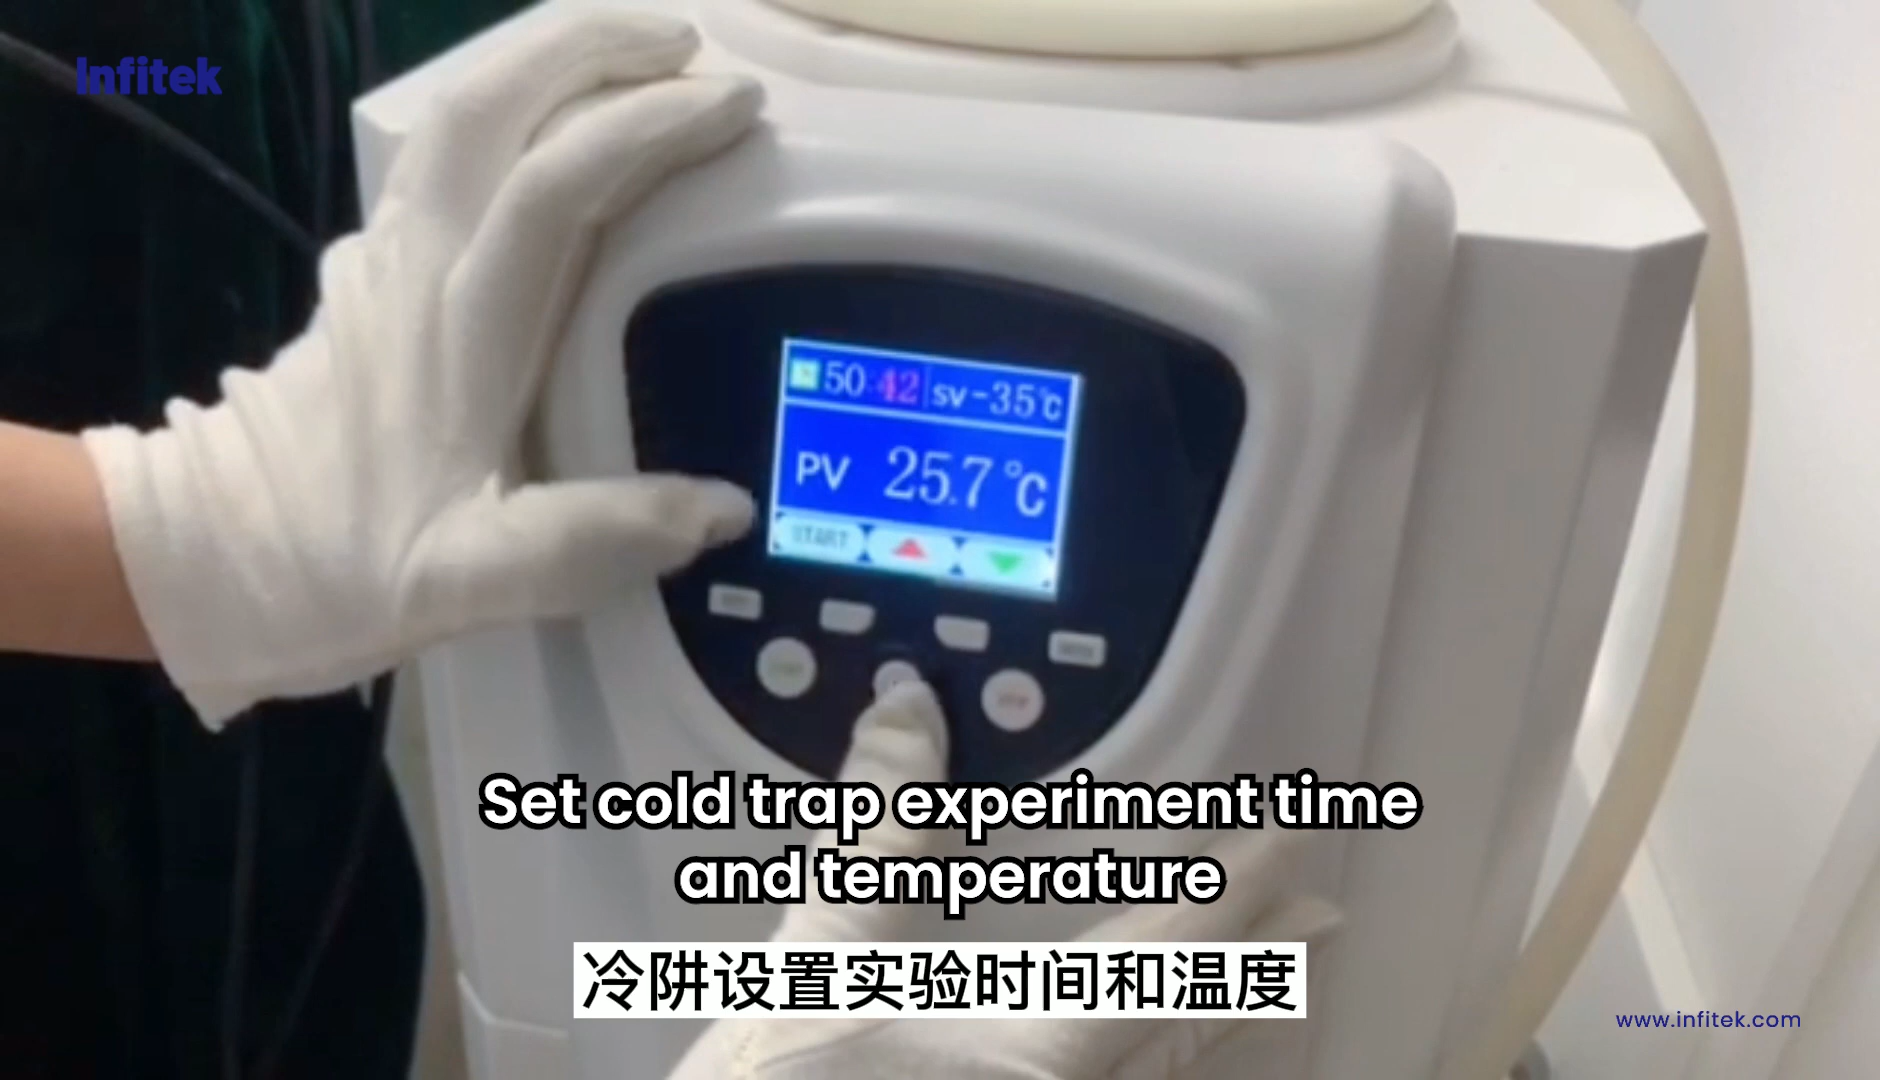 Infitek
50:42 SV -35℃
PV 25.7 ℃
START
Set cold trap experiment time
and temperature
冷阱设置实验时间和温度
www.infitek.com